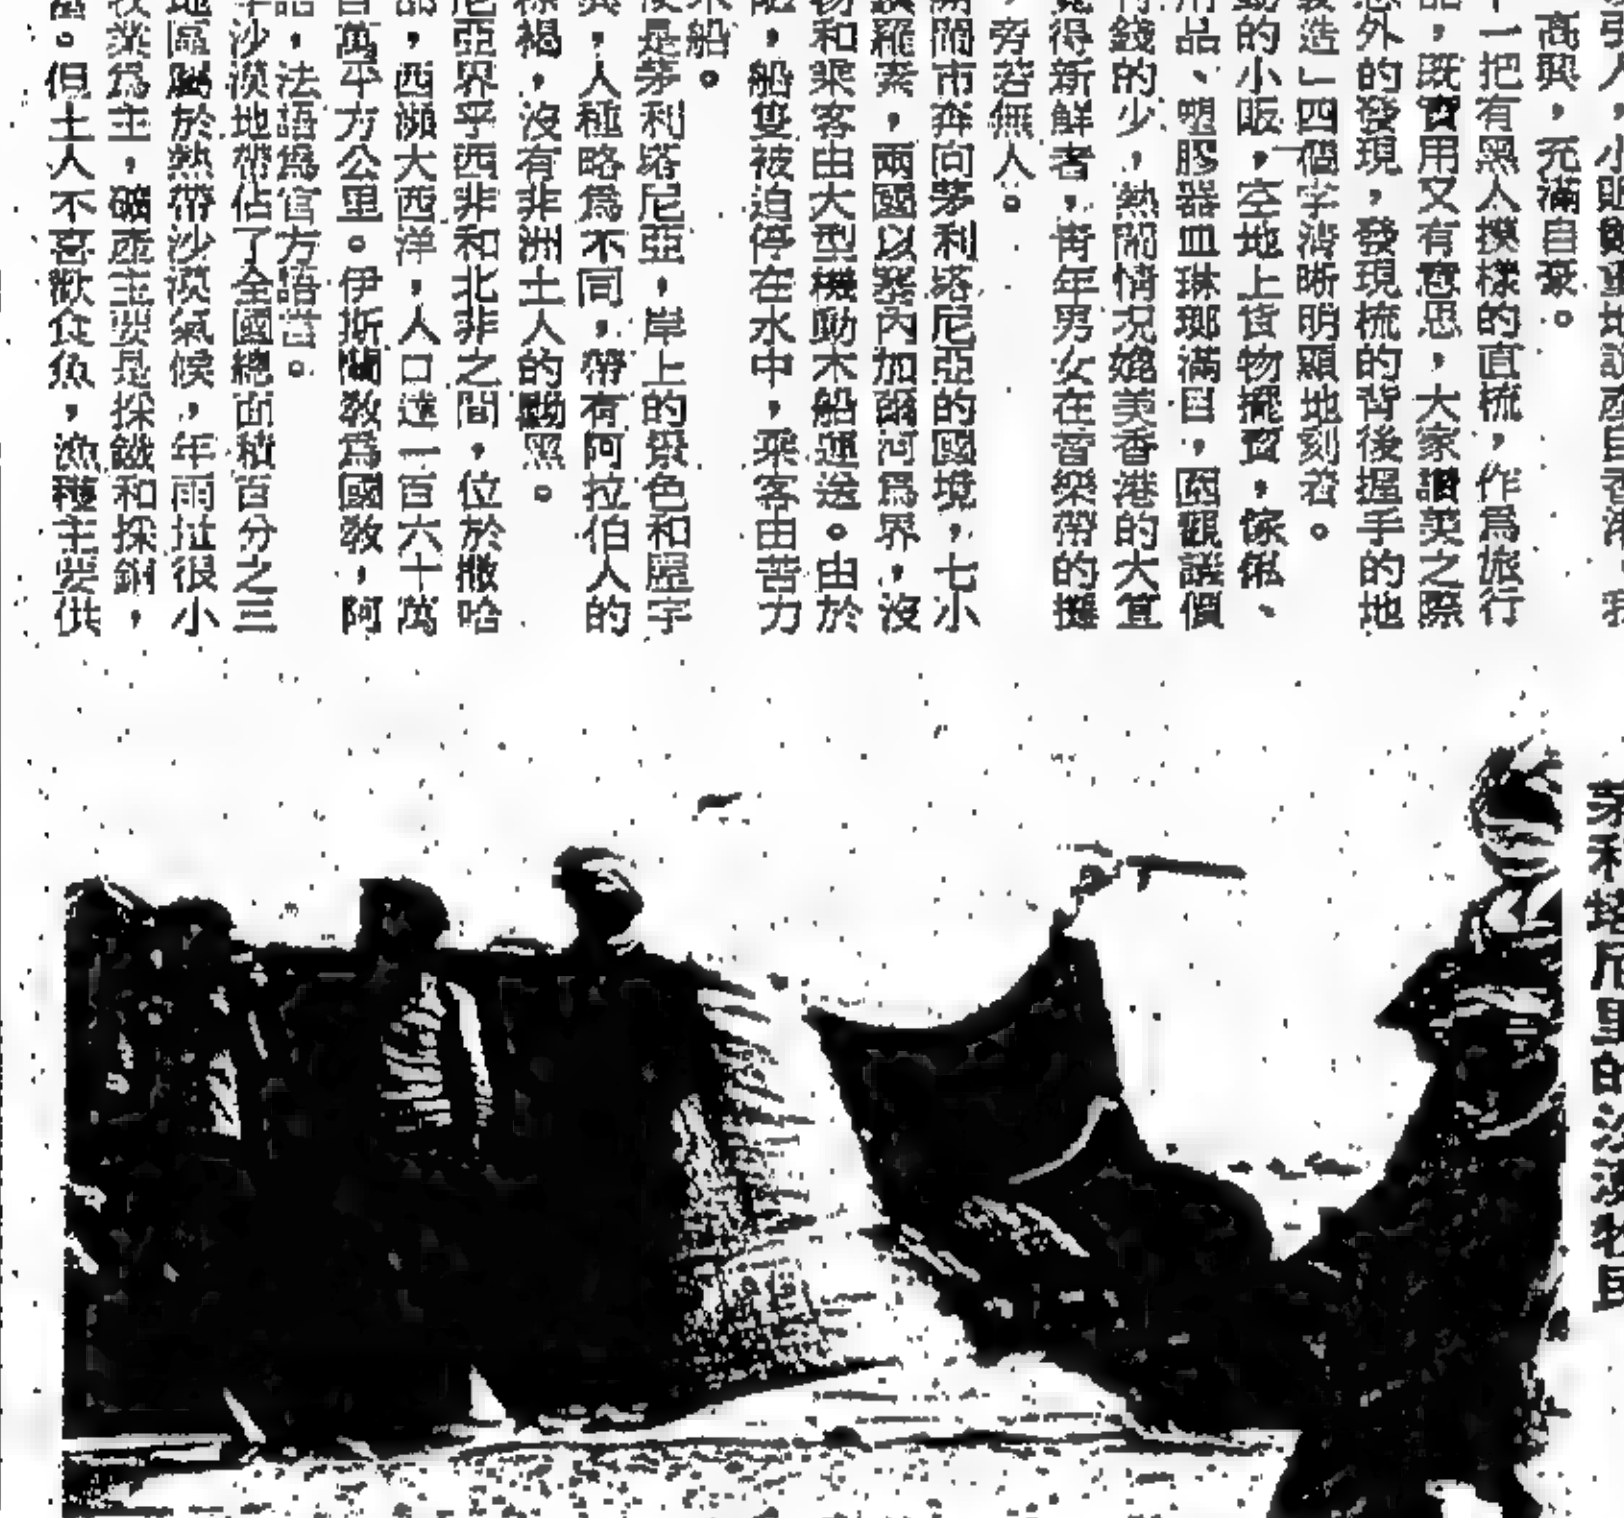 高興，充滿自豪。
一把有黑人模樣的直梳，作爲旅行
品，既實用又有意思，大家讚美之際
外的發現，發現梳的背後握手的地
製造」四個字清晰明顯地刻着。
的小販，空地上貨物擺賣，傢俬、
用品、塑膠器皿琳瑯滿目，圍觀議價
錢的少，熱鬧情况媲美香港的大笪
覺得新鮮者，青年男女在音樂帶的
，旁若無人。
開鬧市奔向茅利塔尼亞的國境，七小
羅素，兩國以塞內加爾河爲界，沒
物和乘客由大型機動木船運送。由於
，船隻被迫停在水中，乘客由苦力
木船。
便是茅利塔尼亞，岸上的景色和屋宇
異，人種略爲不同，帶有阿拉伯人的
棕褐，沒有非洲土人的黝黑。
尼亞界乎西非和北非之間，位於撒哈
部，西瀕大西洋，人口達一百六十萬
百萬平方公里。伊斯蘭敎爲國敎，阿
語，法語爲官方語言。
沙漠地帶佔了全國總面積百分之三
地區屬於熱帶沙漠氣候，年雨量很小
牧業爲主，礦產主要是採鐵和採銅，
。但土人不喜歡食魚，漁穫主要供
茅利塔尼亞的沙漠牧民